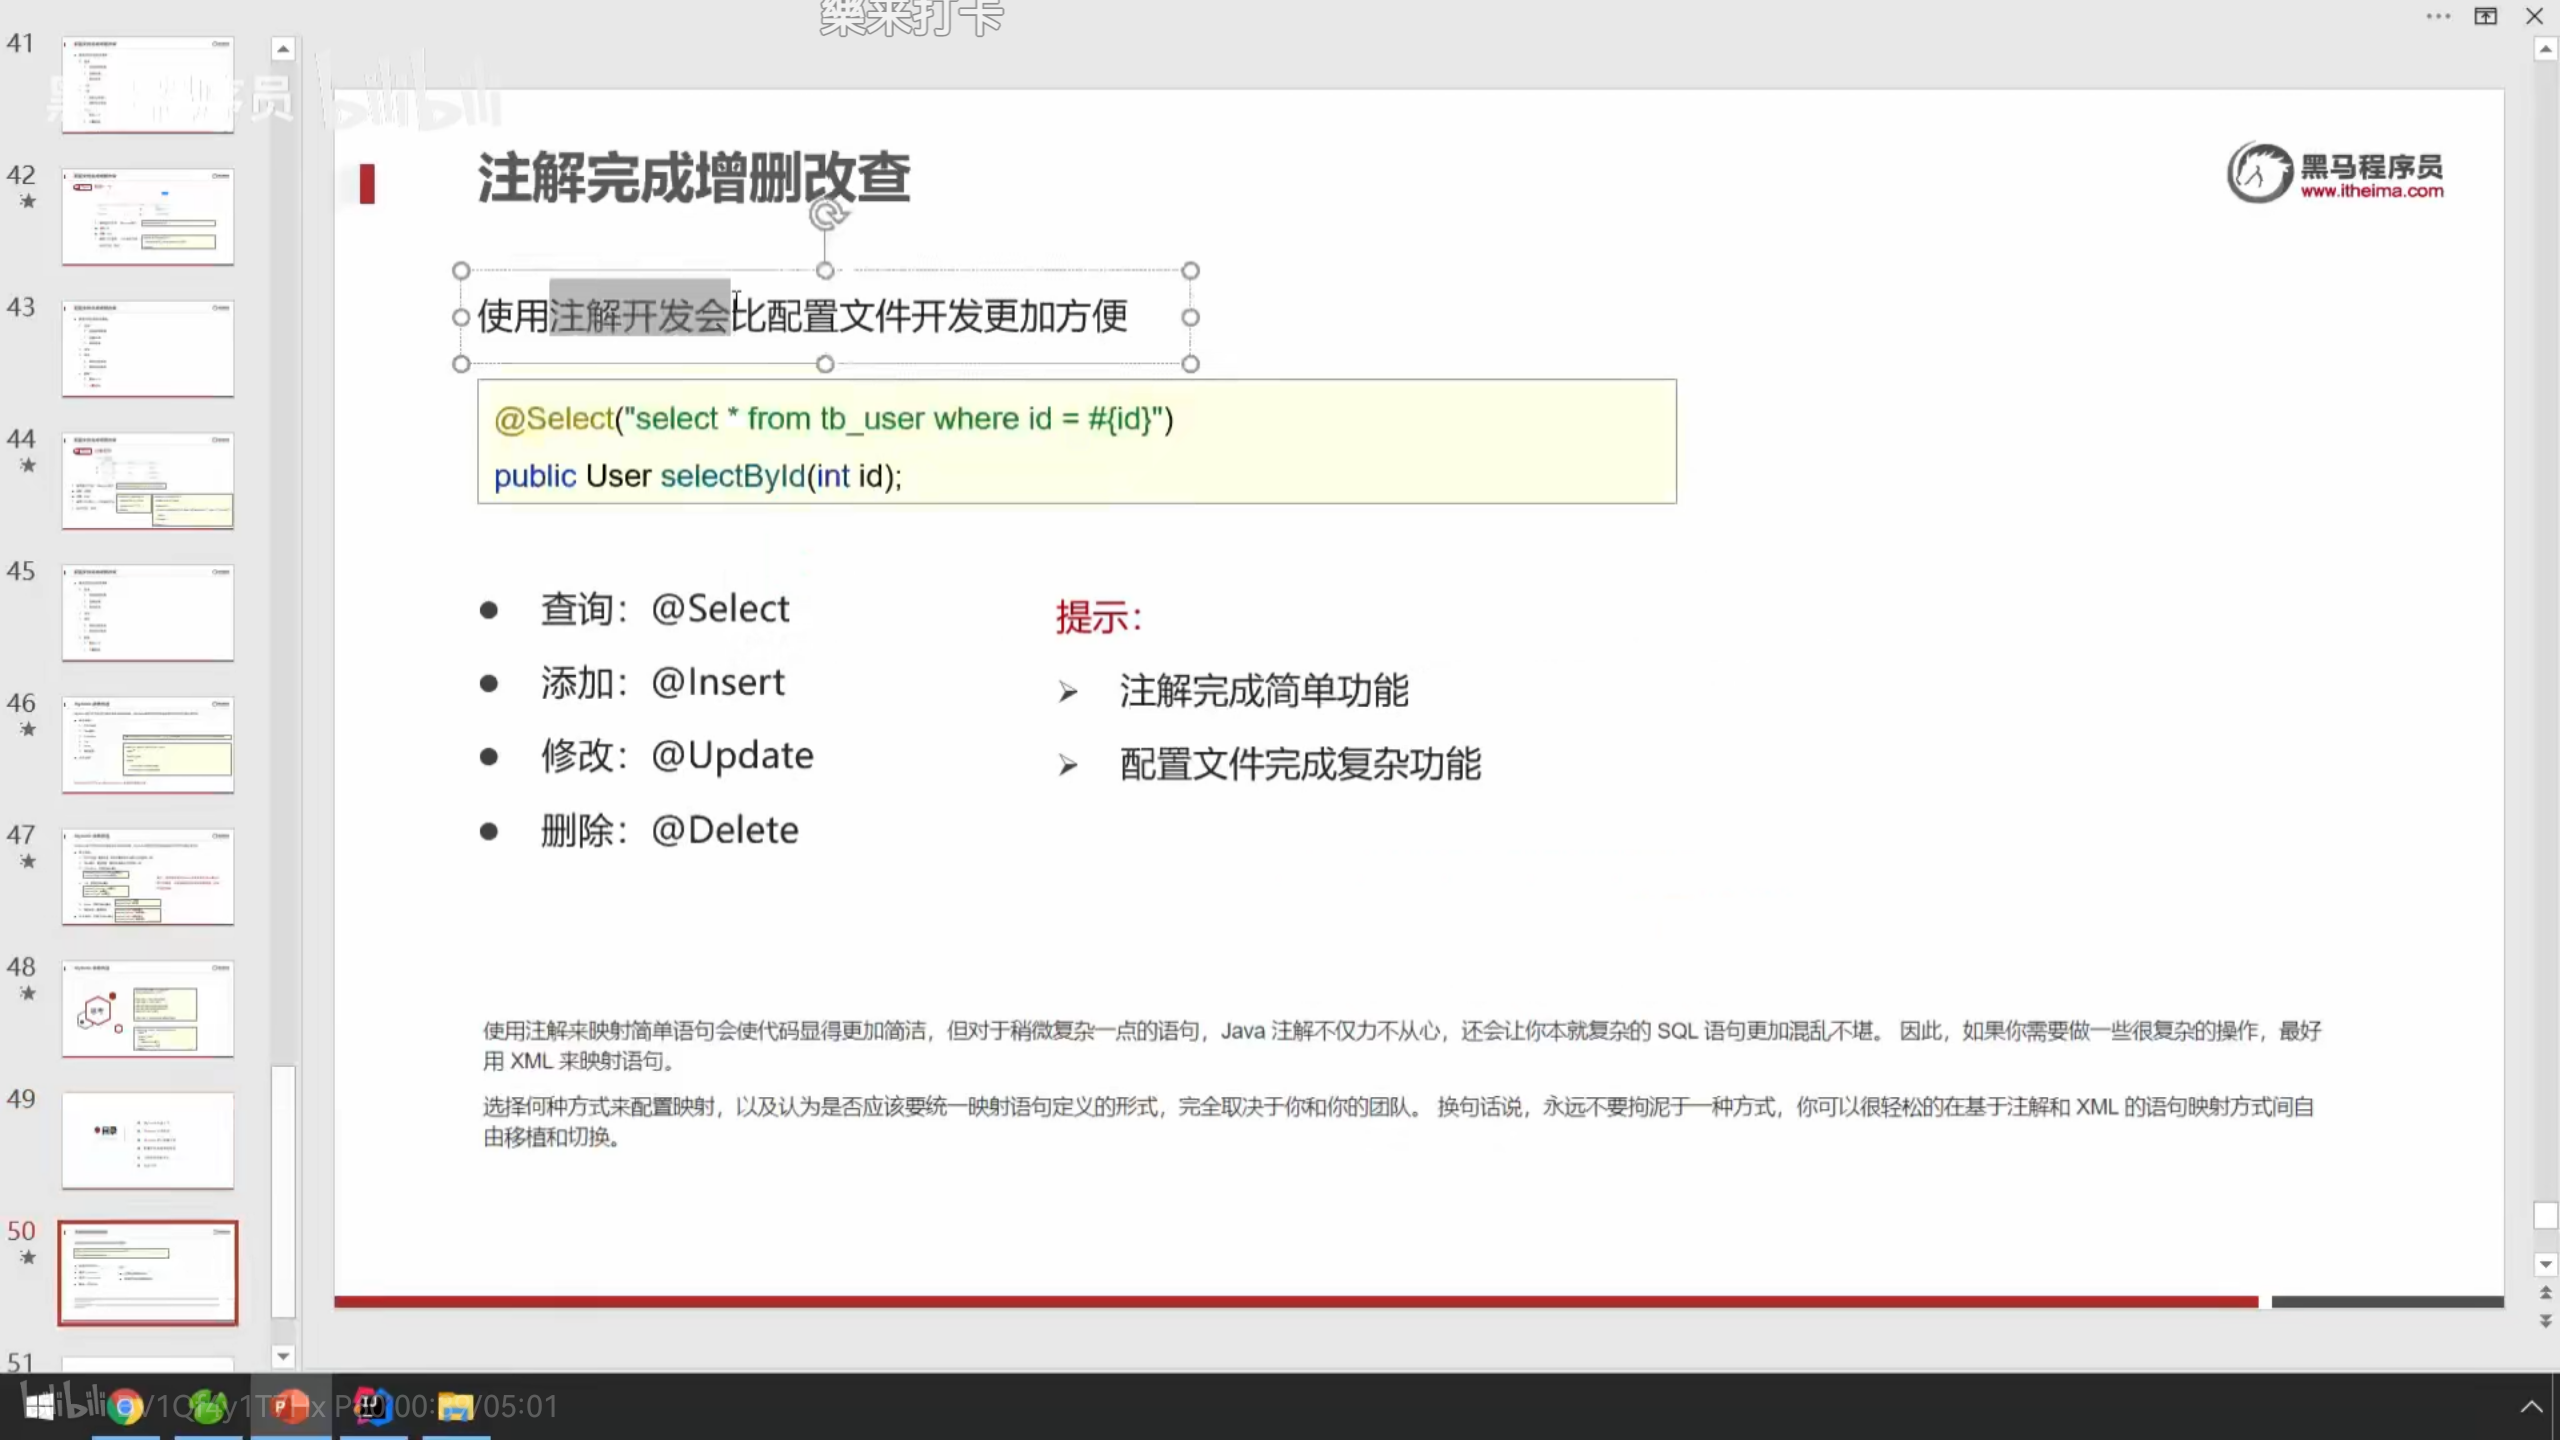 樂来打卡
41
42
43
44
45
46
47
48
49
50
51
bilibili
注解完成增删改查
黑马程序员
www.itheima.com
使用注解开发会比配置文件开发更加方便
@Select("select * from tb_user where id = #{id}")
public User selectById(int id);
查询：@Select
添加：@Insert
修改：@Update
删除：@Delete
提示：
注解完成简单功能
配置文件完成复杂功能
使用注解来映射简单语句会使代码显得更加简洁，但对于稍微复杂一点的语句，Java 注解不仅力不从心，还会让你本就复杂的 SQL 语句更加混乱不堪。 因此，如果你需要做一些很复杂的操作，最好
用 XML 来映射语句。
选择何种方式来配置映射，以及认为是否应该要统一映射语句定义的形式，完全取决于你和你的团队。 换句话说，永远不要拘泥于一种方式，你可以很轻松的在基于注解和 XML 的语句映射方式间自
由移植和切换。
bilibili
/05:01